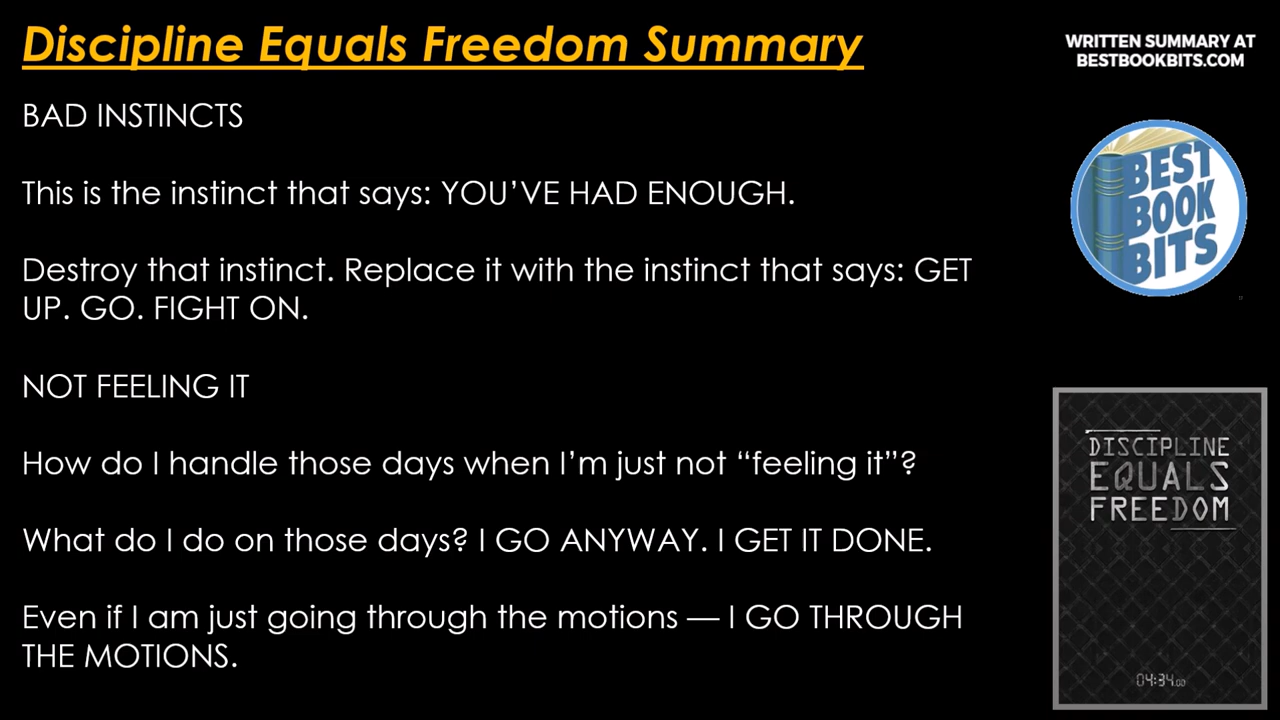 Discipline Equals Freedom Summary
WRITTEN SUMMARY AT
BESTBOOKBITS.COM
BAD INSTINCTS
This is the instinct that says: YOU’VE HAD ENOUGH.
Destroy that instinct. Replace it with the instinct that says: GET
UP. GO. FIGHT ON.
NOT FEELING IT
How do I handle those days when I’m just not “feeling it”?
What do I do on those days? I GO ANYWAY. I GET IT DONE.
Even if I am just going through the motions — I GO THROUGH
THE MOTIONS.
BEST
BOOK
BITS
DISCIPLINE
EQUALS
FREEDOM
04:34.00